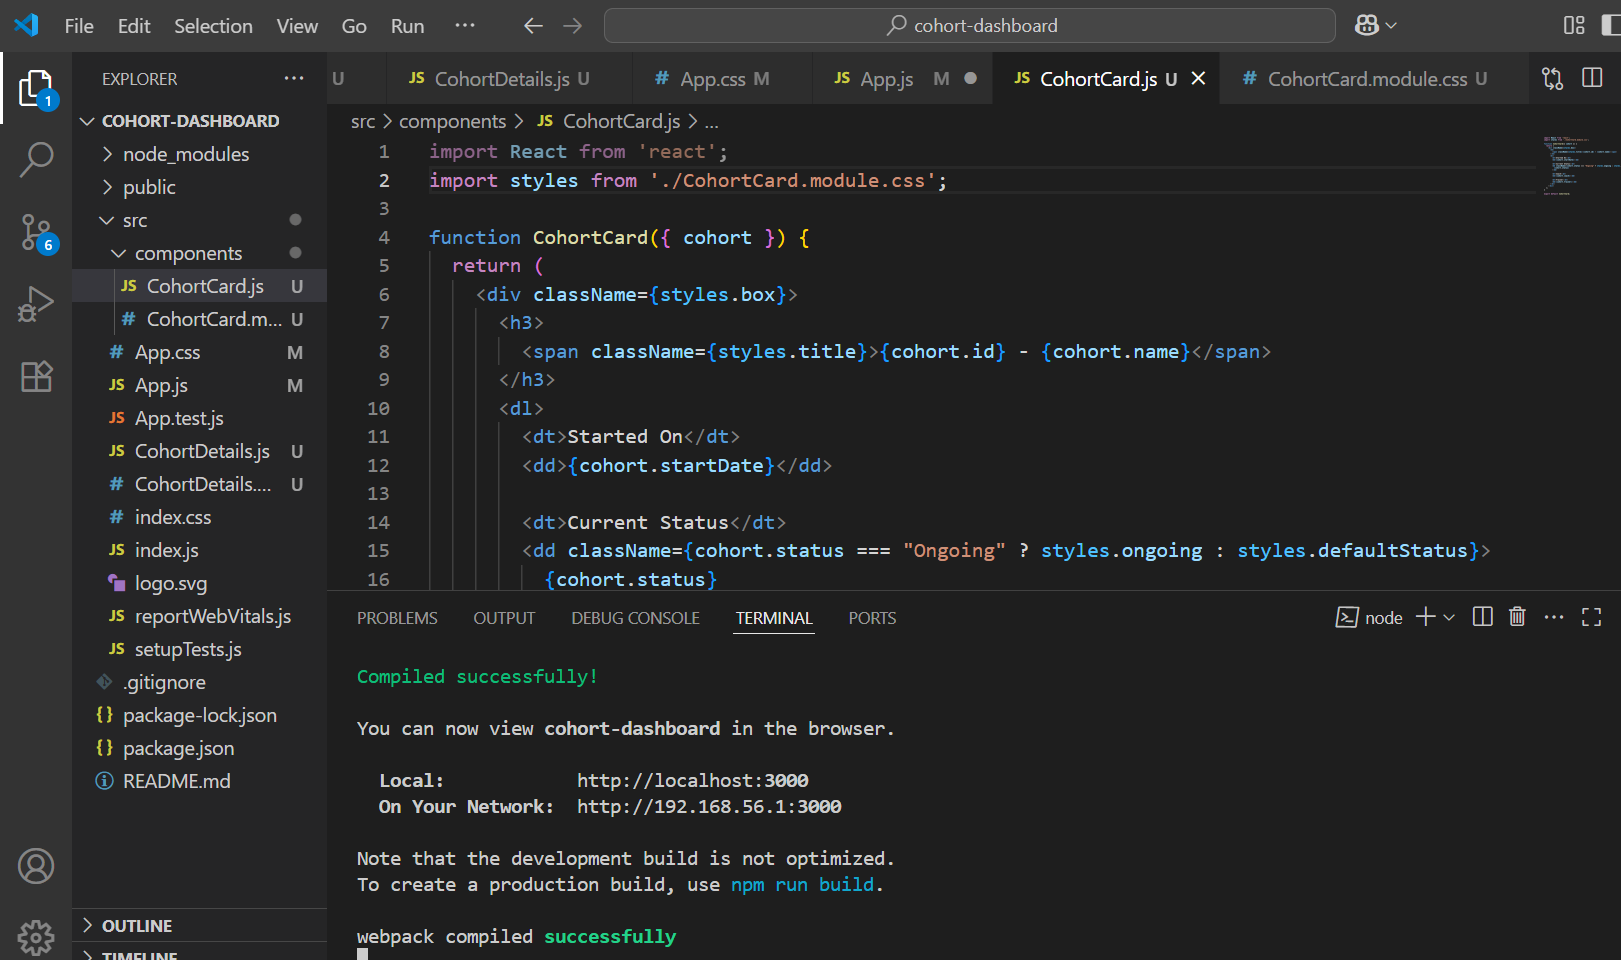 File Edit Selection View Go Run ··· cohort-dashboard
EXPLORER ···
1
6
COHORT-DASHBOARD
node_modules
public
src
components
JS CohortCard.js U
# CohortCard.m... U
# App.css M
JS App.js M
JS App.test.js
JS CohortDetails.js U
# CohortDetails.... U
# index.css
JS index.js
logo.svg
JS reportWebVitals.js
JS setupTests.js
.gitignore
{} package-lock.json
{} package.json
README.md
OUTLINE
TIMELINE
U JS CohortDetails.js U # App.css M JS App.js M JS CohortCard.js U # CohortCard.module.css U
src > components > JS CohortCard.js > ...
1 import React from 'react';
2 import styles from './CohortCard.module.css';
3
4 function CohortCard({ cohort }) {
5 return (
6 <div className={styles.box}>
7 <h3>
8 <span className={styles.title}>{cohort.id} - {cohort.name}</span>
9 </h3>
10 <dl>
11 <dt>Started On</dt>
12 <dd>{cohort.startDate}</dd>
13
14 <dt>Current Status</dt>
15 <dd className={cohort.status === "Ongoing" ? styles.ongoing : styles.defaultStatus}>
16 {cohort.status}
PROBLEMS OUTPUT DEBUG CONSOLE TERMINAL PORTS node ···
Compiled successfully!
You can now view cohort-dashboard in the browser.
Local: http://localhost:3000
On Your Network: http://192.168.56.1:3000
Note that the development build is not optimized.
To create a production build, use npm run build.
webpack compiled successfully